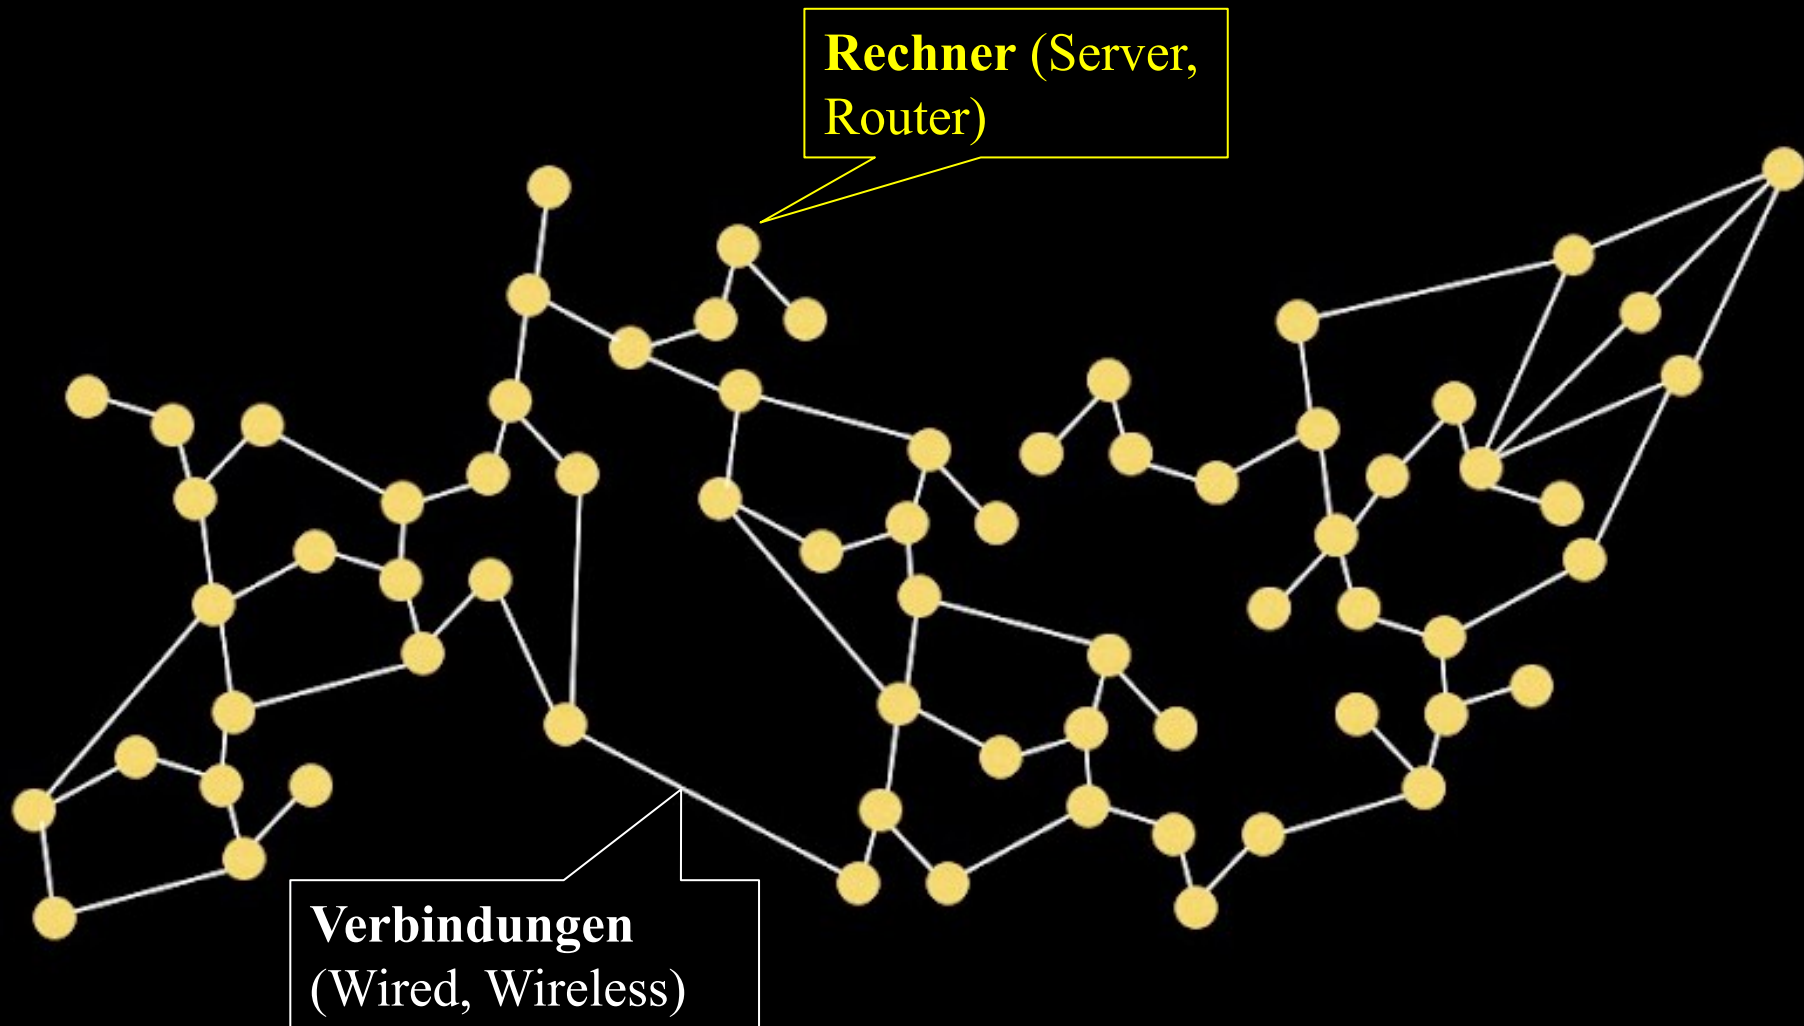 Rechner (Server,
Router)
Verbindungen
(Wired, Wireless)